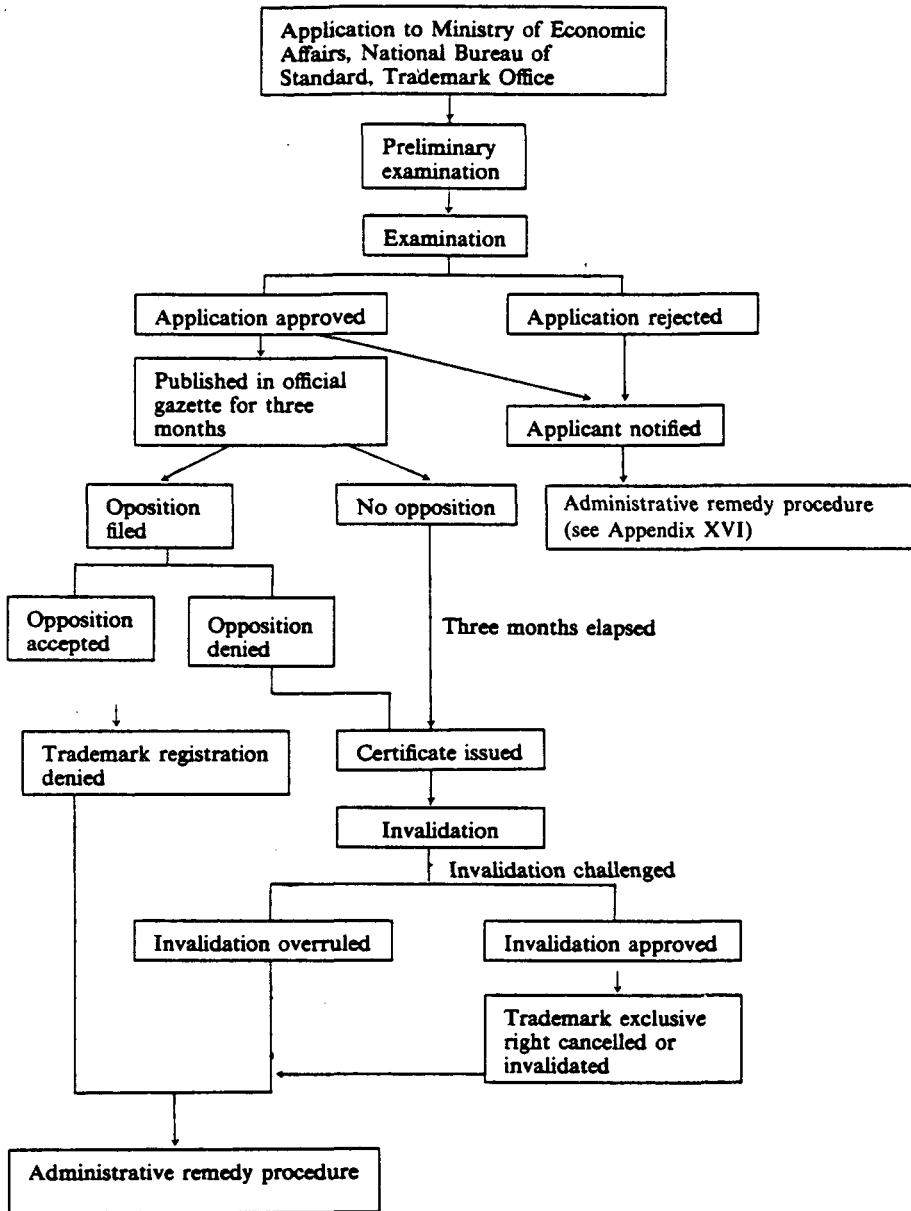 Application to Ministry of Economic
Affairs, National Bureau of
Standard, Trademark Office
Preliminary
examination
Examination
Application approved
Application rejected
Published in official
gazette for three
months
Applicant notified
Oposition
filed
No opposition
Administrative remedy procedure
(see Appendix XVI)
Opposition
accepted
Opposition
denied
Three months elapsed
Trademark registration
denied
Certificate issued
Invalidation
Invalidation challenged
Invalidation overruled
Invalidation approved
Trademark exclusive
right cancelled or
invalidated
Administrative remedy procedure